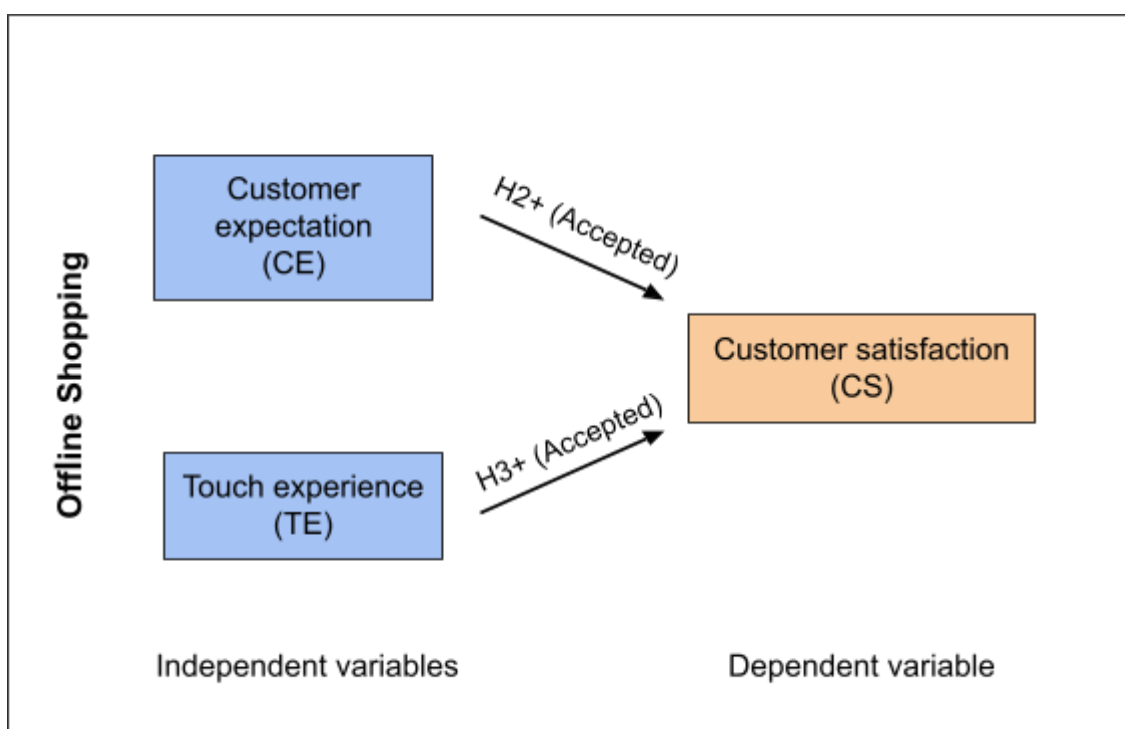 Offline Shopping
Customer
expectation
(CE)
H2+ (Accepted)
Customer satisfaction
(CS)
H3+ (Accepted)
Touch experience
(TE)
Independent variables
Dependent variable